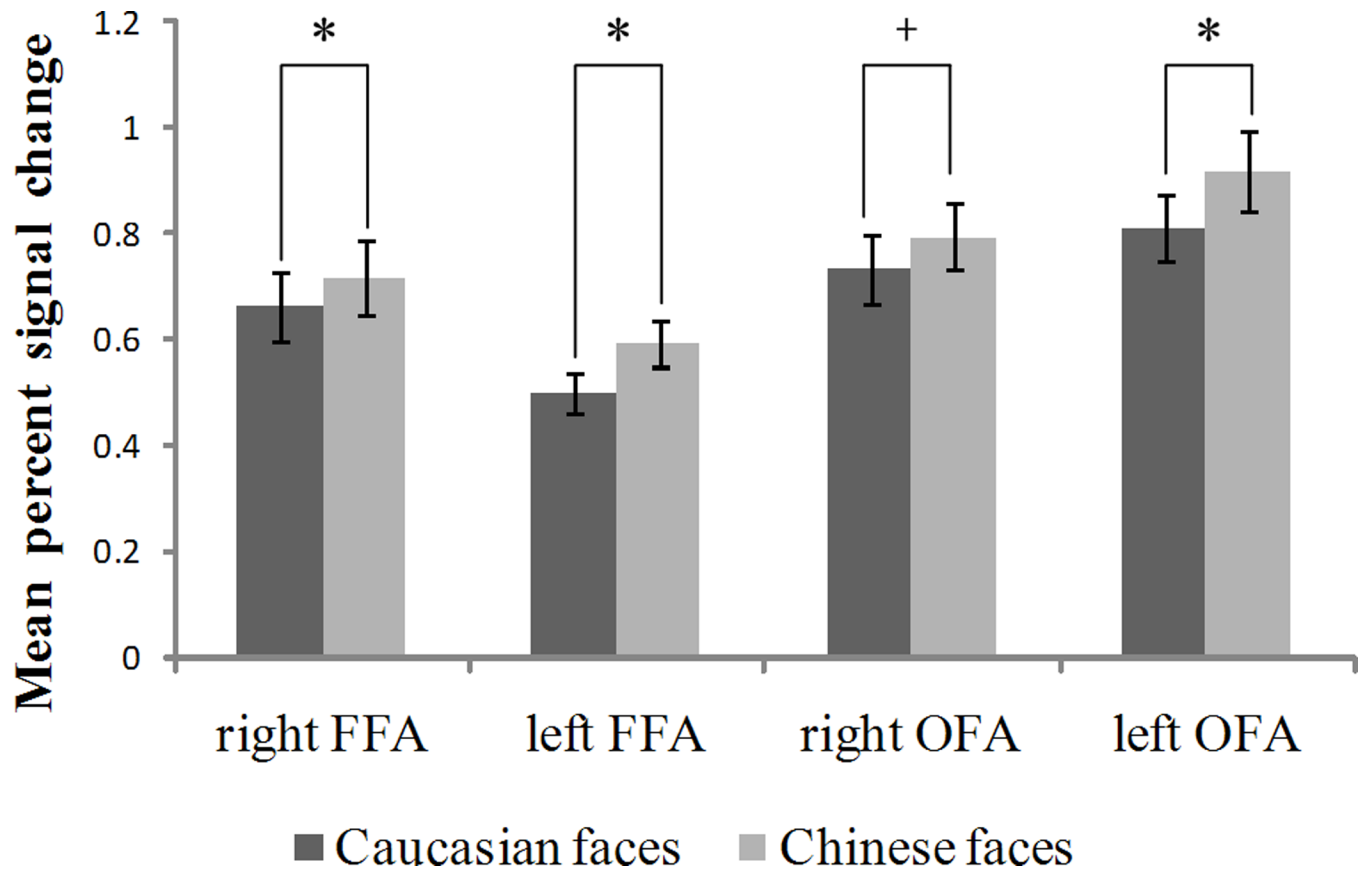 Mean percent signal change
1.2
1
0.8
0.6
0.4
0.2
0
* * + *
right FFA left FFA right OFA left OFA
Caucasian faces Chinese faces